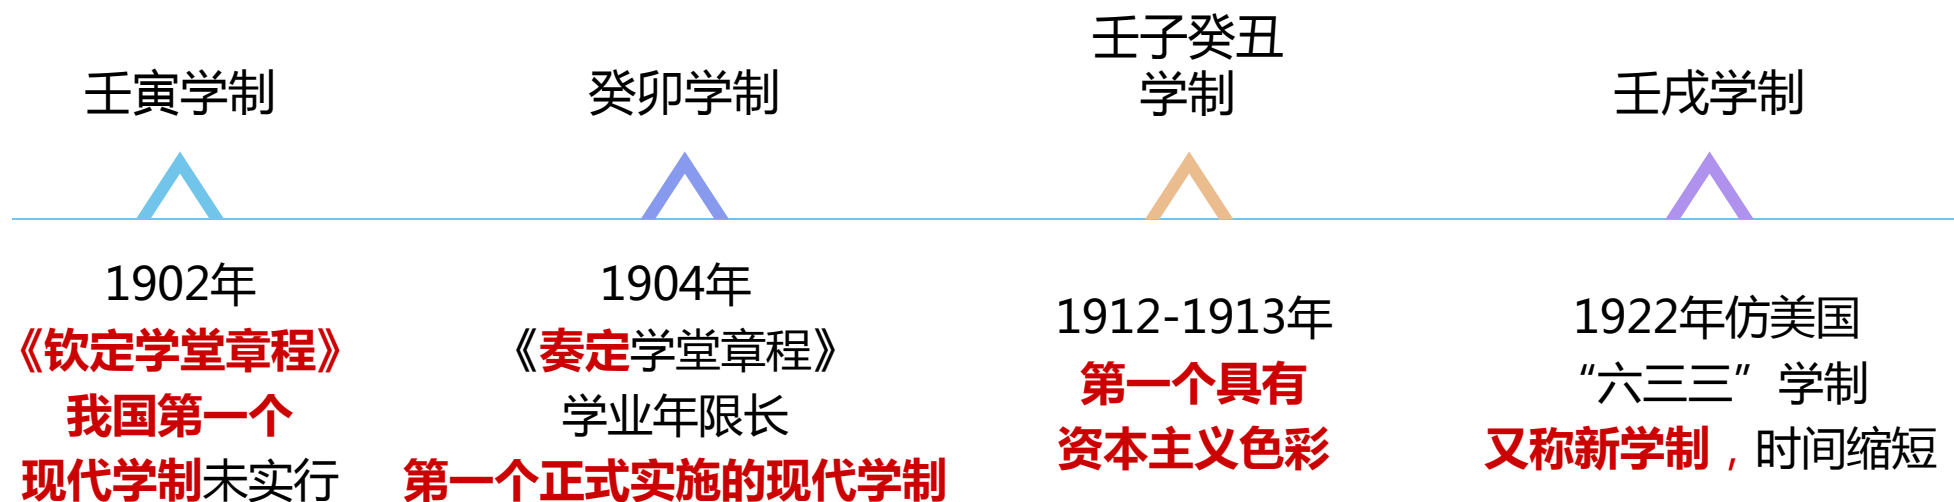 壬寅学制
1902年
《钦定学堂章程》
我国第一个
现代学制未实行
癸卯学制
1904年
《奏定学堂章程》
学业年限长
第一个正式实施的现代学制
壬子癸丑
学制
1912-1913年
第一个具有
资本主义色彩
壬戌学制
1922年仿美国
“六三三”学制
又称新学制，时间缩短